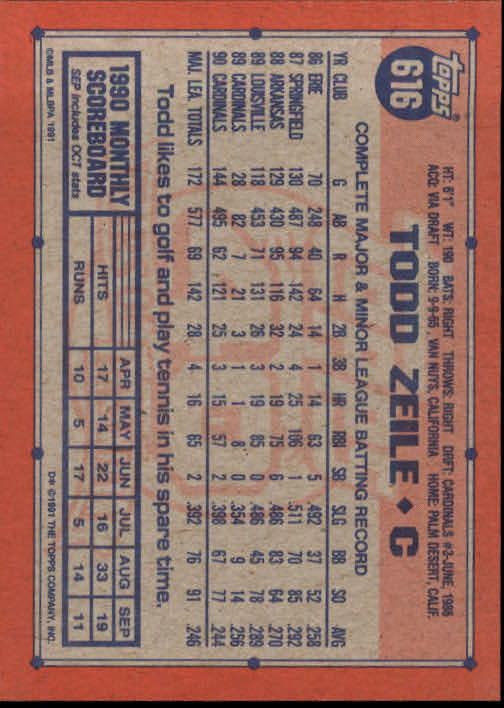 topps®
616
HT: 6'1" WT: 190 BATS: RIGHT THROWS: RIGHT DRFT: CARDINALS #3-JUNE, 1986
ACQ: VIA DRAFT BORN: 9-9-65, VAN NUYS, CALIFORNIA HOME: PALM DESERT, CALIF.
TODD ZEILE ♦ C
COMPLETE MAJOR & MINOR LEAGUE BATTING RECORD
YR CLUB G AB R H 2B 3B HR RBI SB SLG BB SO AVG
86 ERIE 70 248 40 64 14 1 14 63 5 .492 37 52 .258
87 SPRINGFIELD 130 487 94 142 24 4 25 106 1 .511 70 85 .292
88 ARKANSAS 129 430 95 116 32 2 19 75 6 .486 83 64 .270
89 LOUISVILLE 118 453 71 131 26 3 19 85 0 .486 45 78 .289
89 CARDINALS 28 82 7 21 3 1 1 8 0 .354 9 14 .256
90 CARDINALS 144 495 62 121 25 3 15 57 2 .398 67 77 .244
MAJ. LEA. TOTALS 172 577 69 142 28 4 16 65 2 .392 76 91 .246
Todd likes to golf and play tennis in his spare time.
1990 MONTHLY SCOREBOARD
SEP Includes OCT stats
APR MAY JUN JUL AUG SEP
HITS 17 14 22 16 33 19
RUNS 10 5 17 5 14 11
©MLB & MLBPA 1991
D* ©1991 THE TOPPS COMPANY, INC.